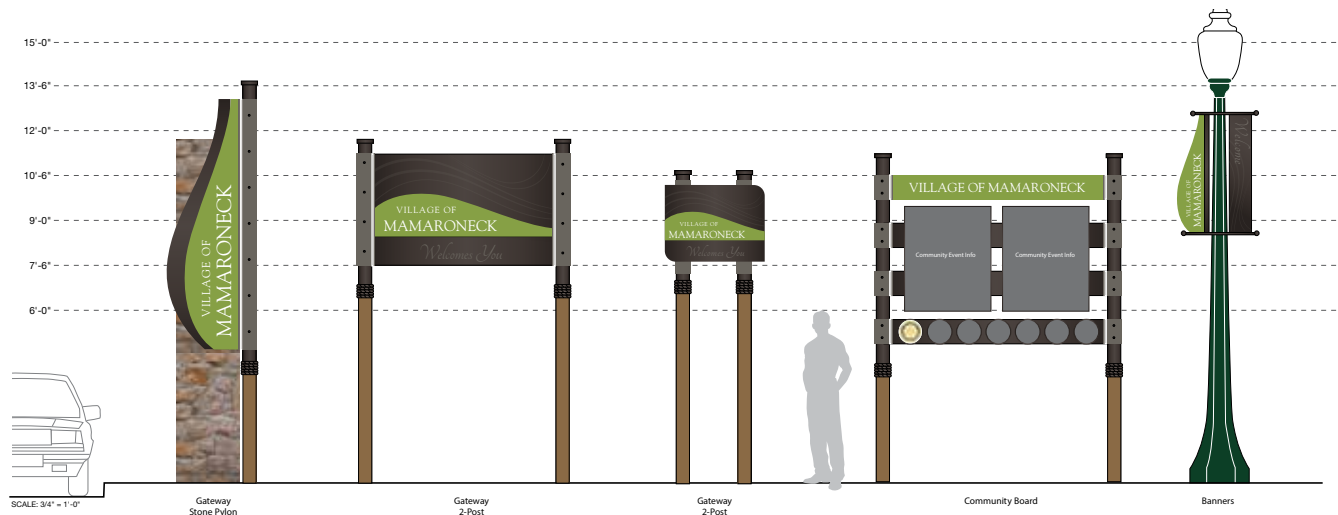 15'-0"
13'-6"
12'-0"
10'-6"
9'-0"
7'-6"
6'-0"
SCALE: 3/4" = 1'-0"
VILLAGE OF
MAMARONECK
Gateway
Stone Pylon
VILLAGE OF
MAMARONECK
Welcomes You
Gateway
2-Post
VILLAGE OF
MAMARONECK
Welcomes You
Gateway
2-Post
VILLAGE OF MAMARONECK
Community Event Info
Community Event Info
Community Board
VILLAGE OF
MAMARONECK
Banners